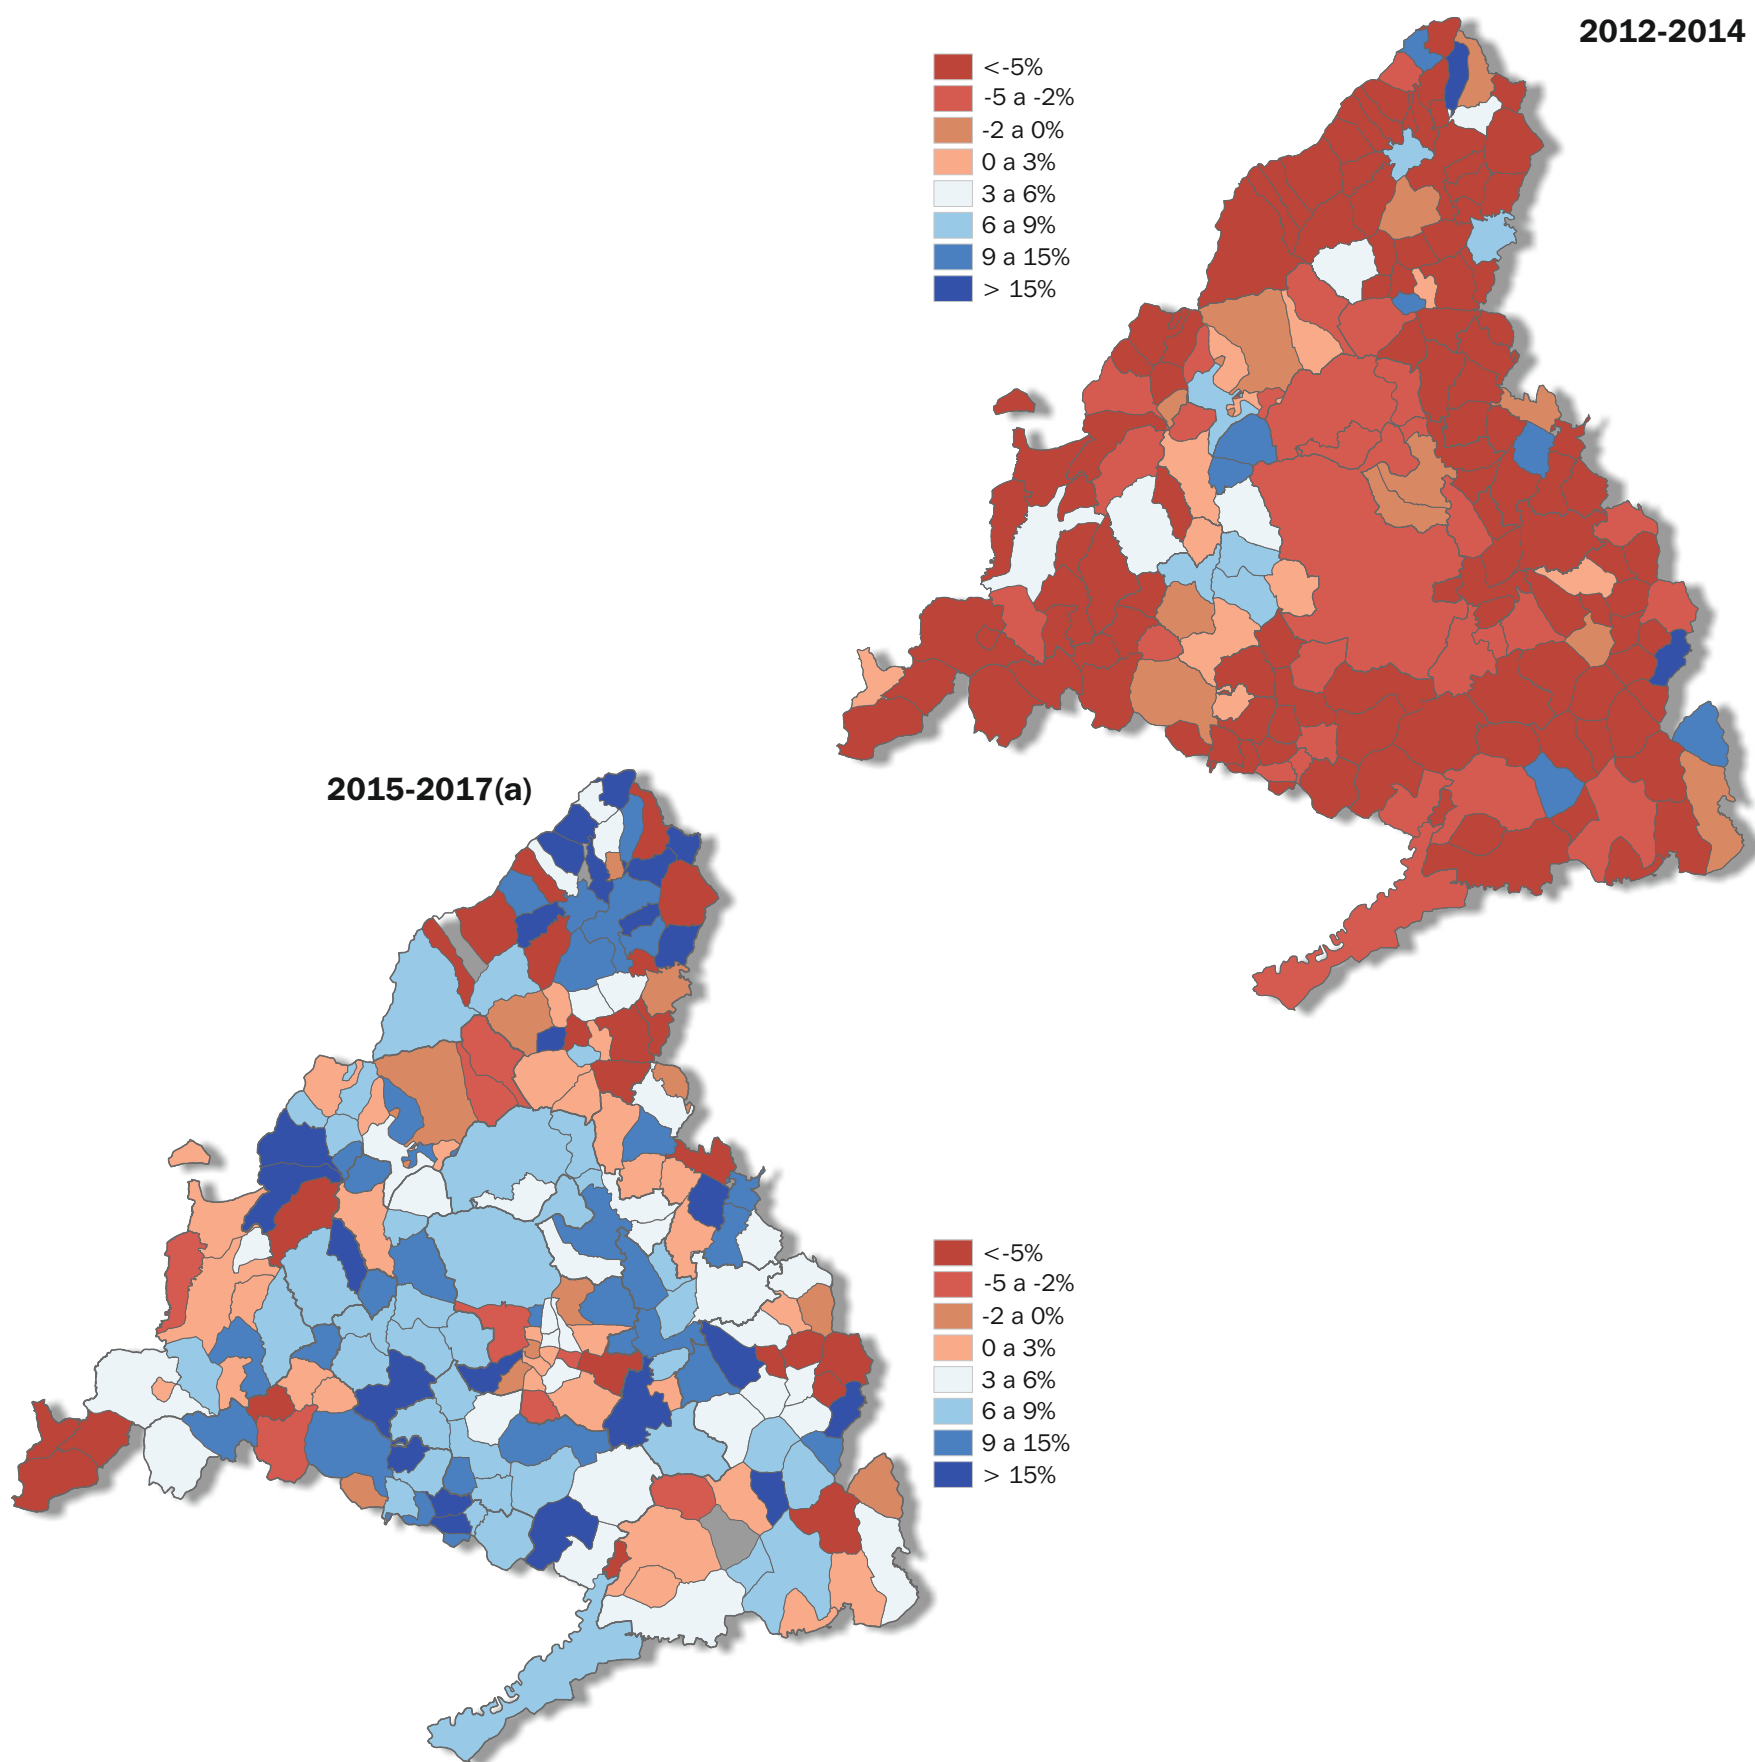 2012-2014
<-5%
-5 a -2%
-2 a 0%
0 a 3%
3 a 6%
6 a 9%
9 a 15%
> 15%
2015-2017(a)
<-5%
-5 a -2%
-2 a 0%
0 a 3%
3 a 6%
6 a 9%
9 a 15%
> 15%